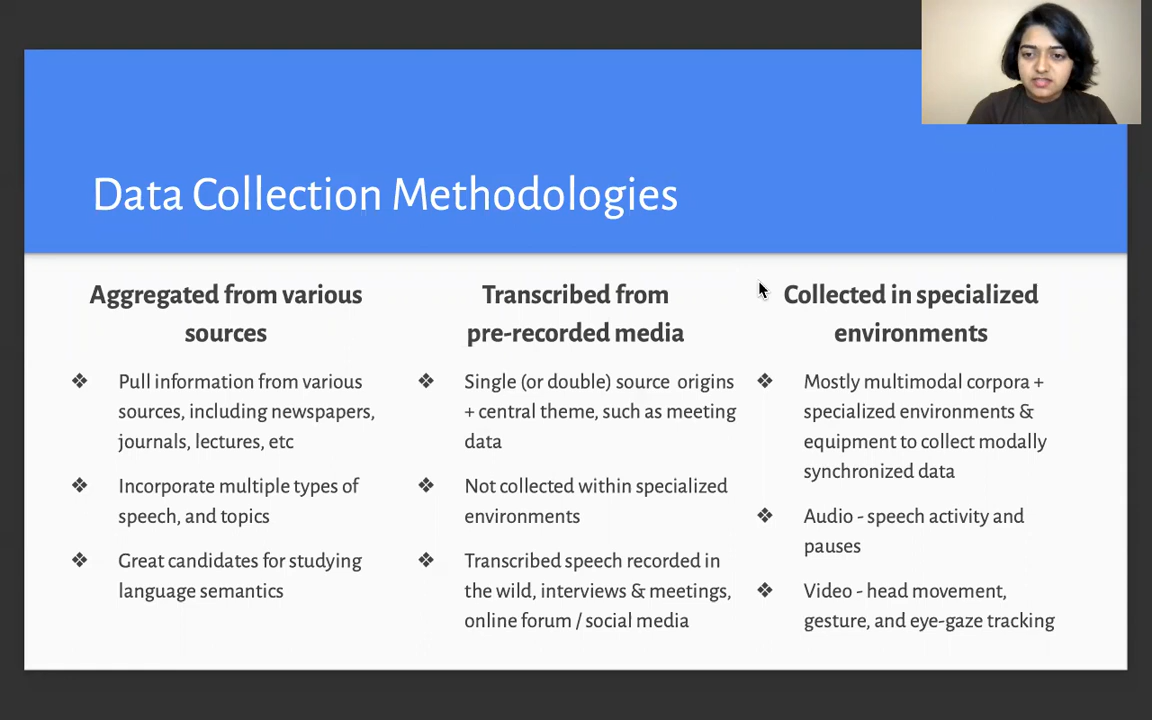 Data Collection Methodologies
Aggregated from various
sources
❖ Pull information from various
sources, including newspapers,
journals, lectures, etc
❖ Incorporate multiple types of
speech, and topics
❖ Great candidates for studying
language semantics
Transcribed from
pre-recorded media
❖ Single (or double) source origins
+ central theme, such as meeting
data
❖ Not collected within specialized
environments
❖ Transcribed speech recorded in
the wild, interviews & meetings,
online forum / social media
Collected in specialized
environments
❖ Mostly multimodal corpora +
specialized environments &
equipment to collect modally
synchronized data
❖ Audio - speech activity and
pauses
❖ Video - head movement,
gesture, and eye-gaze tracking